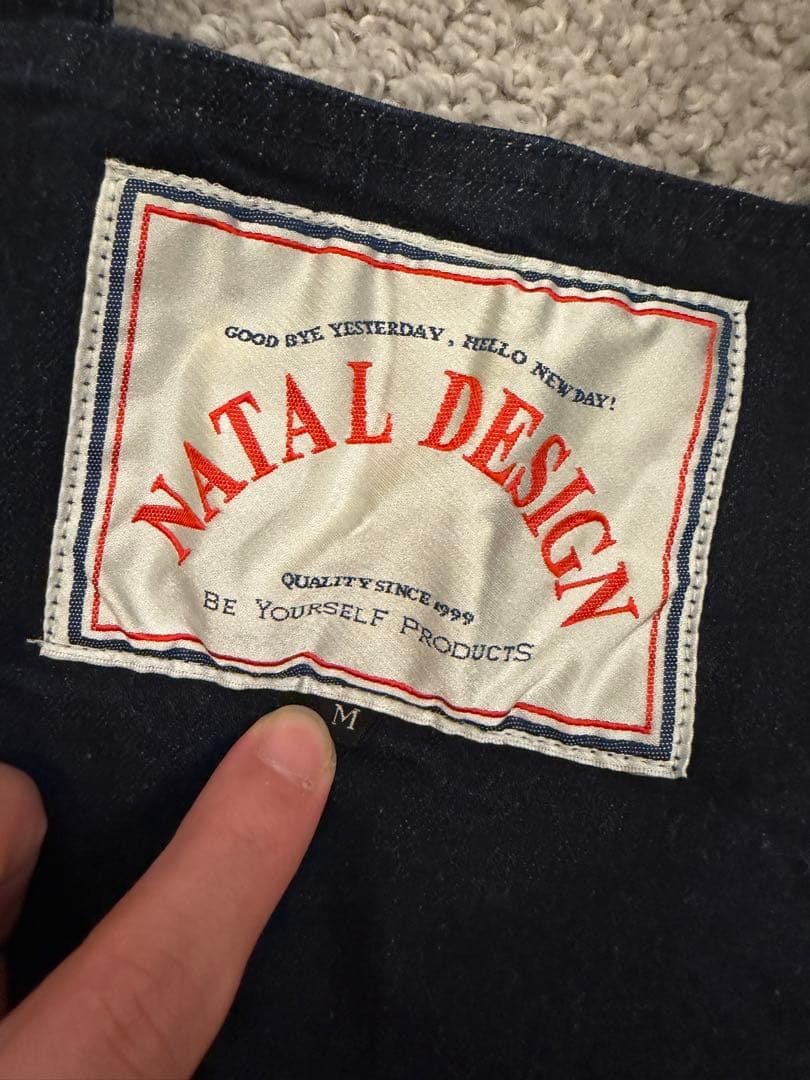 GOOD BYE YESTERDAY, HELLO NEW DAY!
NATAL DESIGN
QUALITY SINCE 1999
BE YOURSELF PRODUCTS
M